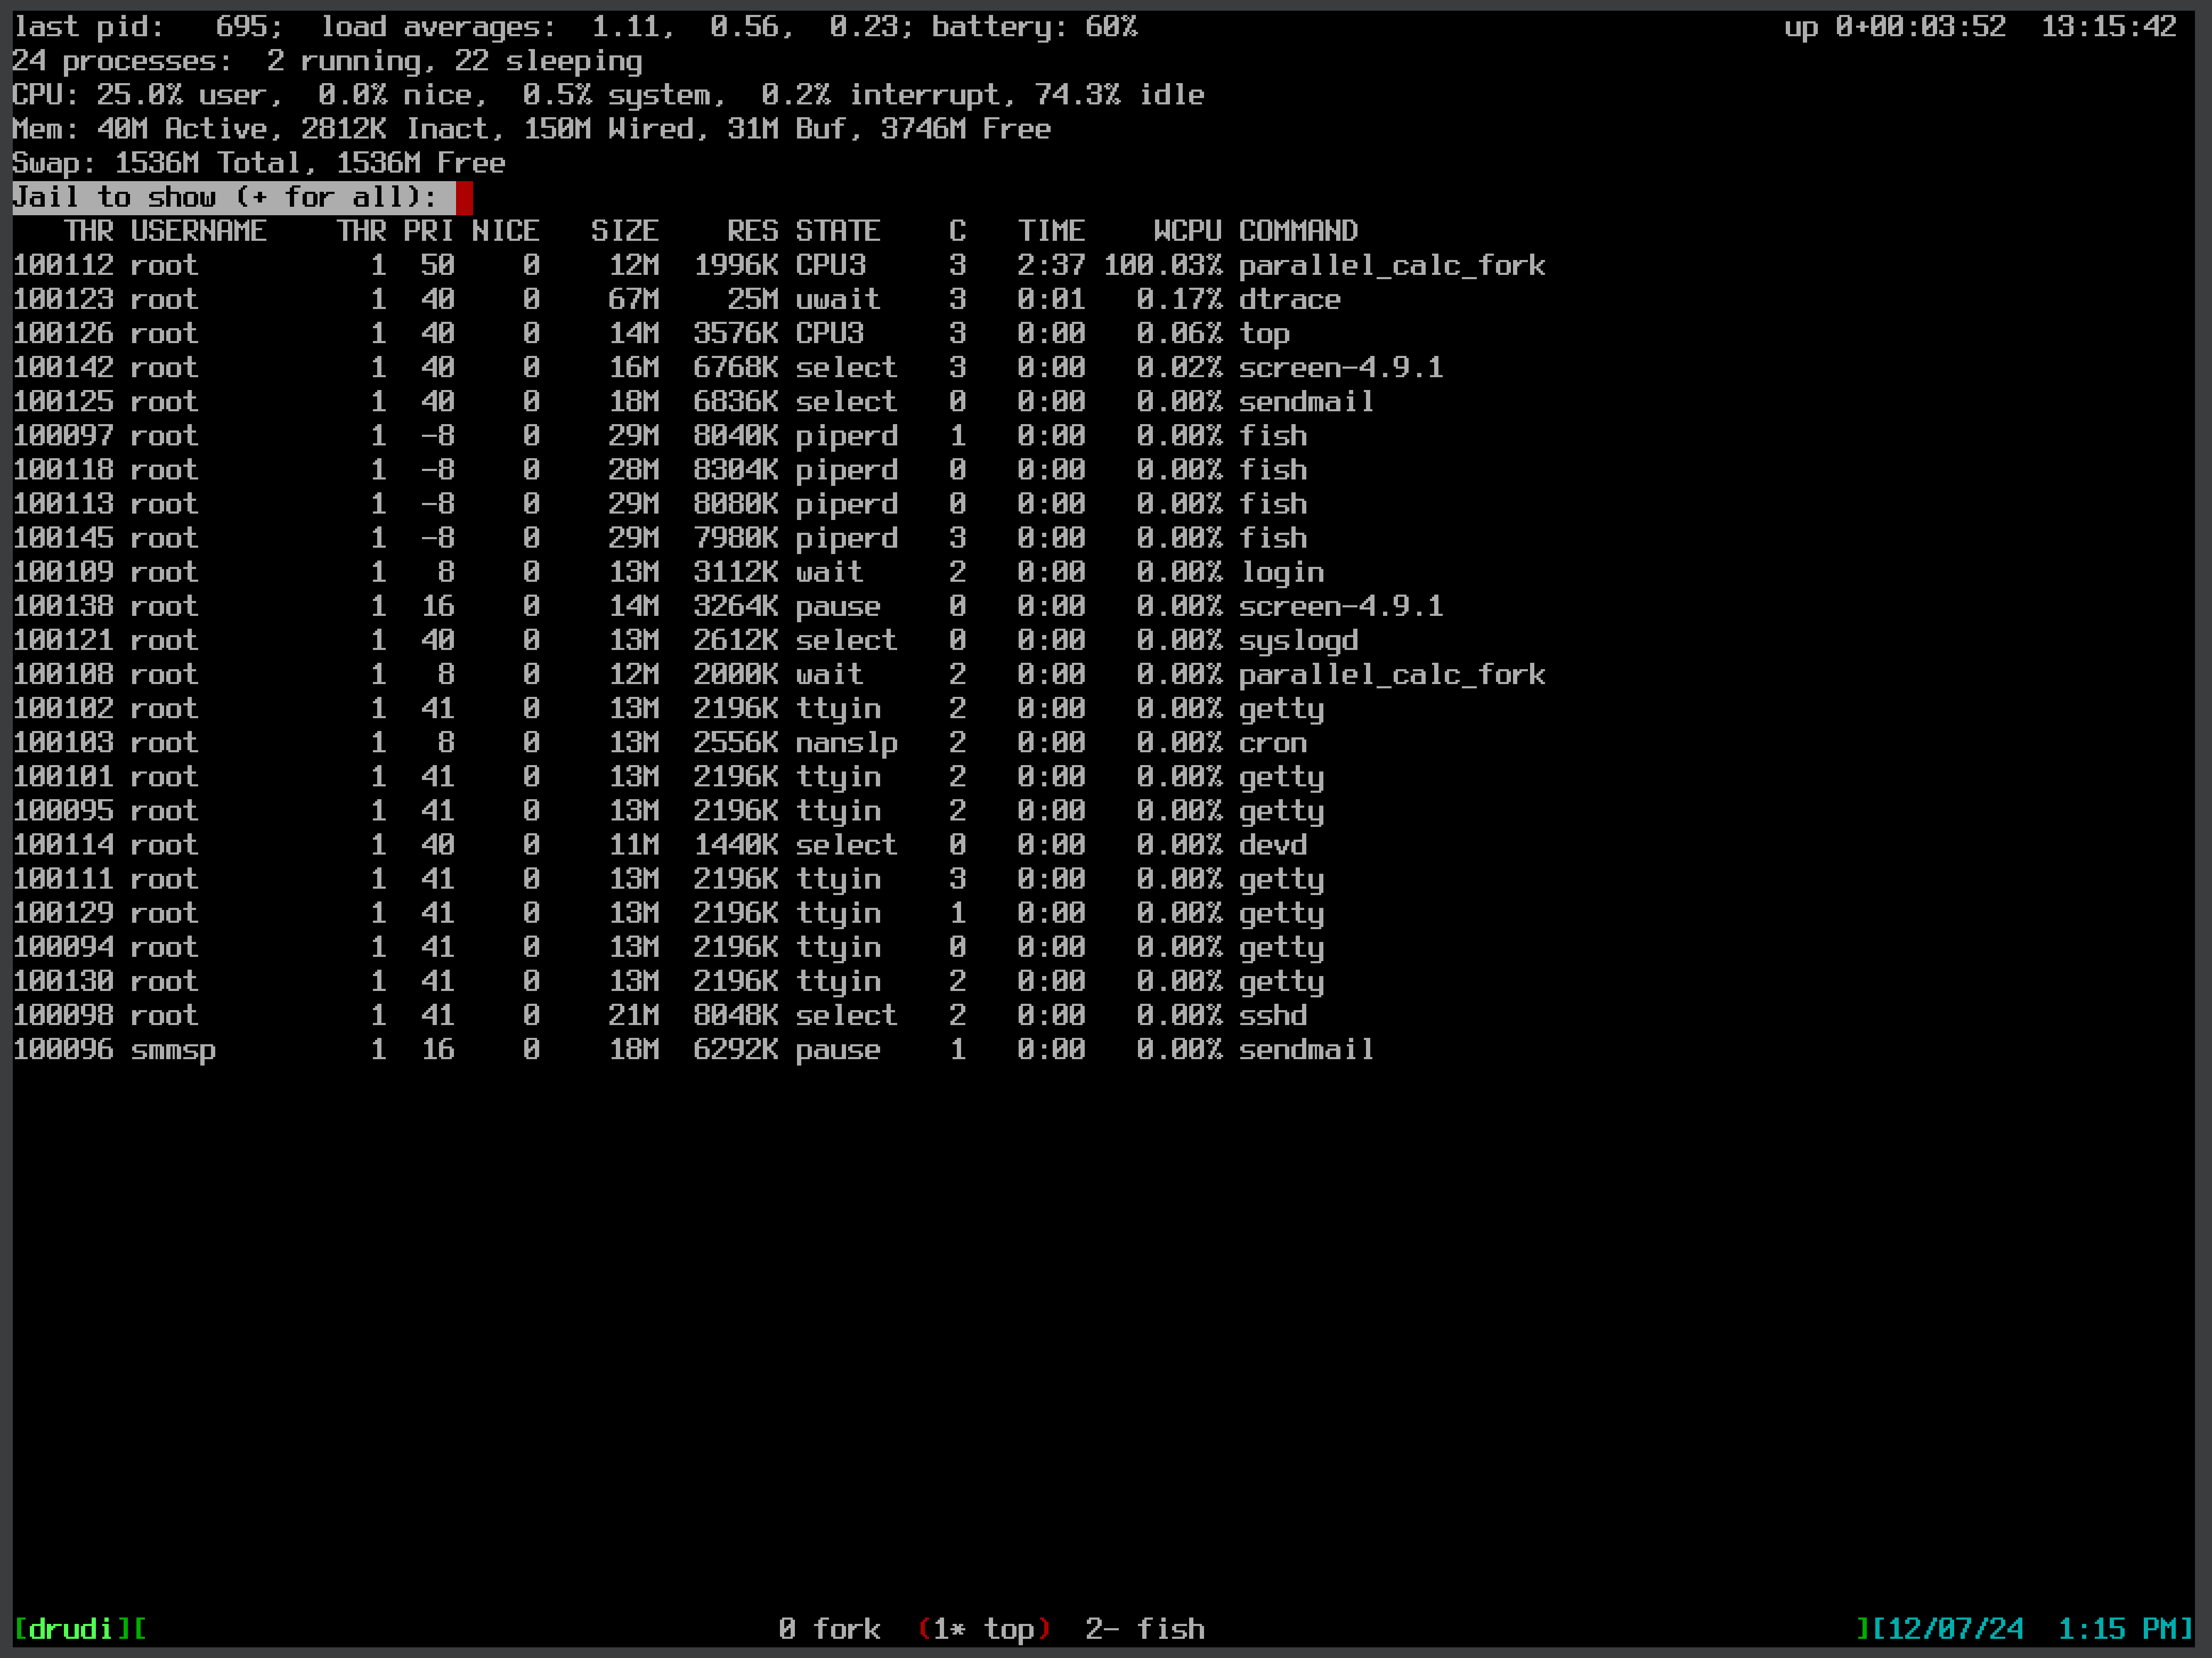 last pid:   695;  load averages:  1.11,  0.56,  0.23; battery: 60%    up 0+00:03:52  13:15:42
24 processes:  2 running, 22 sleeping
CPU: 25.0% user,  0.0% nice,  0.5% system,  0.2% interrupt, 74.3% idle
Mem: 40M Active, 2812K Inact, 150M Wired, 31M Buf, 3746M Free
Swap: 1536M Total, 1536M Free
Jail to show (+ for all):
   THR USERNAME    THR PRI NICE   SIZE    RES STATE    C   TIME    WCPU COMMAND
100112 root          1  50    0    12M  1996K CPU3     3   2:37 100.03% parallel_calc_fork
100123 root          1  40    0    67M    25M uwait    3   0:01   0.17% dtrace
100126 root          1  40    0    14M  3576K CPU3     3   0:00   0.06% top
100142 root          1  40    0    16M  6768K select   3   0:00   0.02% screen-4.9.1
100125 root          1  40    0    18M  6836K select   0   0:00   0.00% sendmail
100097 root          1  -8    0    29M  8040K piperd   1   0:00   0.00% fish
100118 root          1  -8    0    28M  8304K piperd   0   0:00   0.00% fish
100113 root          1  -8    0    29M  8080K piperd   0   0:00   0.00% fish
100145 root          1  -8    0    29M  7980K piperd   3   0:00   0.00% fish
100109 root          1   8    0    13M  3112K wait     2   0:00   0.00% login
100138 root          1  16    0    14M  3264K pause    0   0:00   0.00% screen-4.9.1
100121 root          1  40    0    13M  2612K select   0   0:00   0.00% syslogd
100108 root          1   8    0    12M  2000K wait     2   0:00   0.00% parallel_calc_fork
100102 root          1  41    0    13M  2196K ttyin    2   0:00   0.00% getty
100103 root          1   8    0    13M  2556K nanslp   2   0:00   0.00% cron
100101 root          1  41    0    13M  2196K ttyin    2   0:00   0.00% getty
100095 root          1  41    0    13M  2196K ttyin    2   0:00   0.00% getty
100114 root          1  40    0    11M  1440K select   0   0:00   0.00% devd
100111 root          1  41    0    13M  2196K ttyin    3   0:00   0.00% getty
100129 root          1  41    0    13M  2196K ttyin    1   0:00   0.00% getty
100094 root          1  41    0    13M  2196K ttyin    0   0:00   0.00% getty
100130 root          1  41    0    13M  2196K ttyin    2   0:00   0.00% getty
100098 root          1  41    0    21M  8048K select   2   0:00   0.00% sshd
100096 smmsp         1  16    0    18M  6292K pause    1   0:00   0.00% sendmail
[drudi][    0 fork  (1* top)  2- fish    ][12/07/24  1:15 PM]